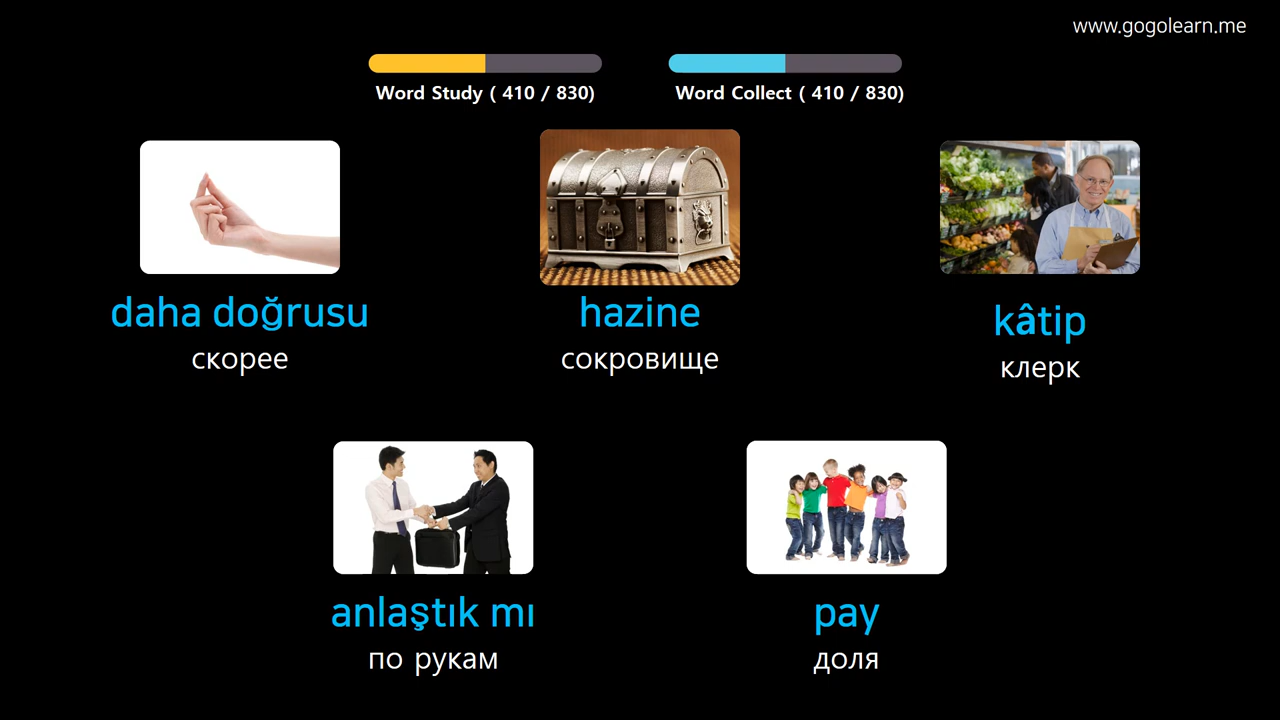 www.gogolearn.me
Word Study ( 410 / 830)
Word Collect ( 410 / 830)
daha doğrusu
скорее
hazine
сокровище
kâtip
клерк
anlaştık mı
по рукам
pay
доля